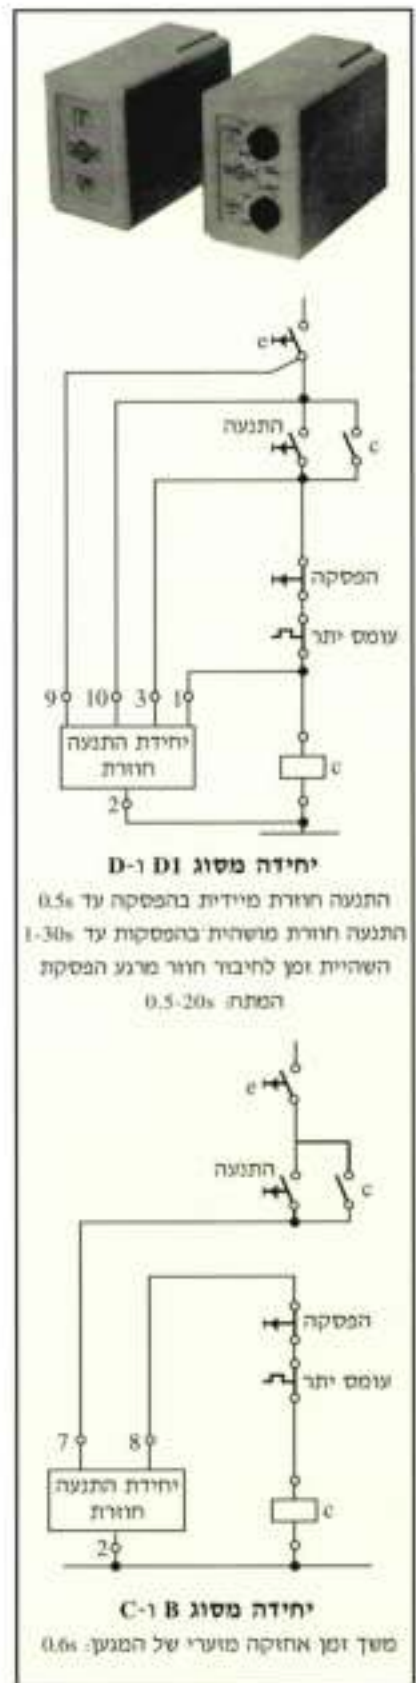 e
התנעה
c
הפסקה
עומס יתר
9 10 3 1
יחידת התנעה
חוזרת
c
2
יחידה מסוג D1 ו-D
התנעה חוזרת מיידית בהפסקה עד 0.5s
התנעה חוזרת מושהית בהפסקות עד 1-30s
השהיית זמן לחיבור חוזר מרגע הפסקת
המתח: 0.5-20s
e
התנעה
c
הפסקה
עומס יתר
7 8
יחידת התנעה
חוזרת
c
2
יחידה מסוג B ו-C
משך זמן אחזקה מזערי של המגען: 0.6s